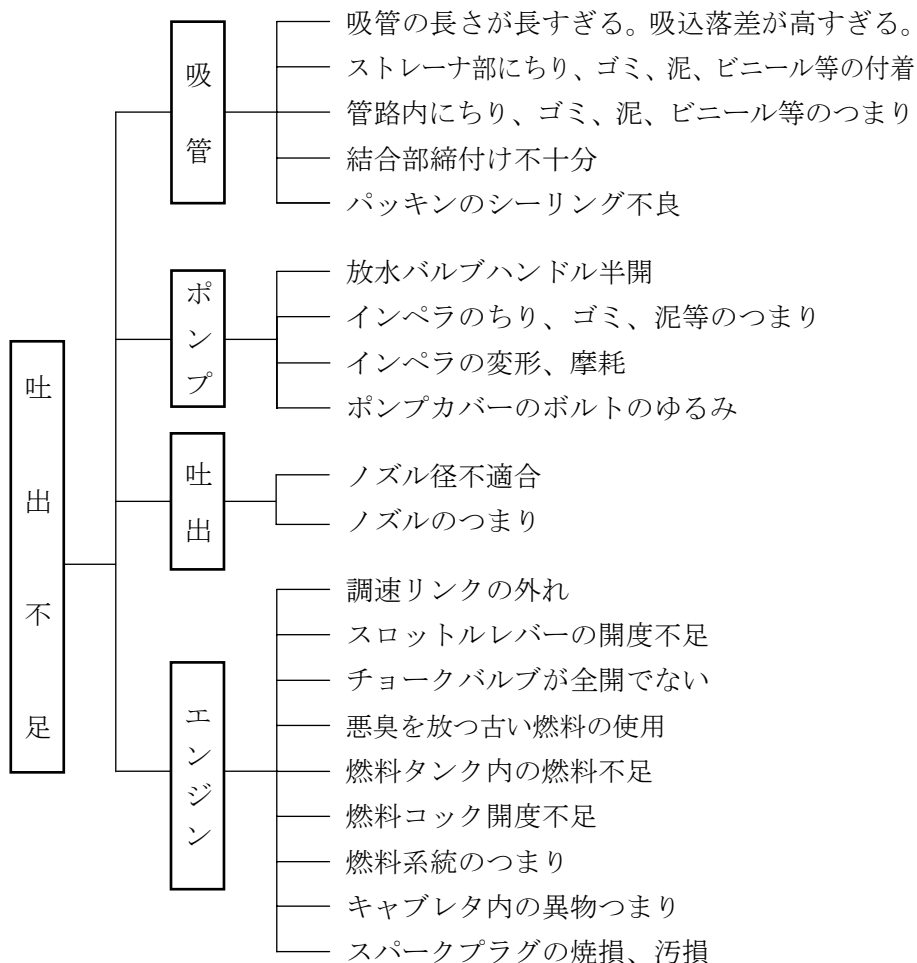 吐出不足
吸管
吸管の長さが長すぎる。吸込落差が高すぎる。
ストレーナ部にちり、ゴミ、泥、ビニール等の付着
管路内にちり、ゴミ、泥、ビニール等のつまり
結合部締付け不十分
パッキンのシーリング不良
ポンプ
放水バルブハンドル半開
インペラのちり、ゴミ、泥等のつまり
インペラの変形、摩耗
ポンプカバーのボルトのゆるみ
吐出
ノズル径不適合
ノズルのつまり
エンジン
調速リンクの外れ
スロットルレバーの開度不足
チョークバルブが全開でない
悪臭を放つ古い燃料の使用
燃料タンク内の燃料不足
燃料コック開度不足
燃料系統のつまり
キャブレタ内の異物つまり
スパークプラグの焼損、汚損